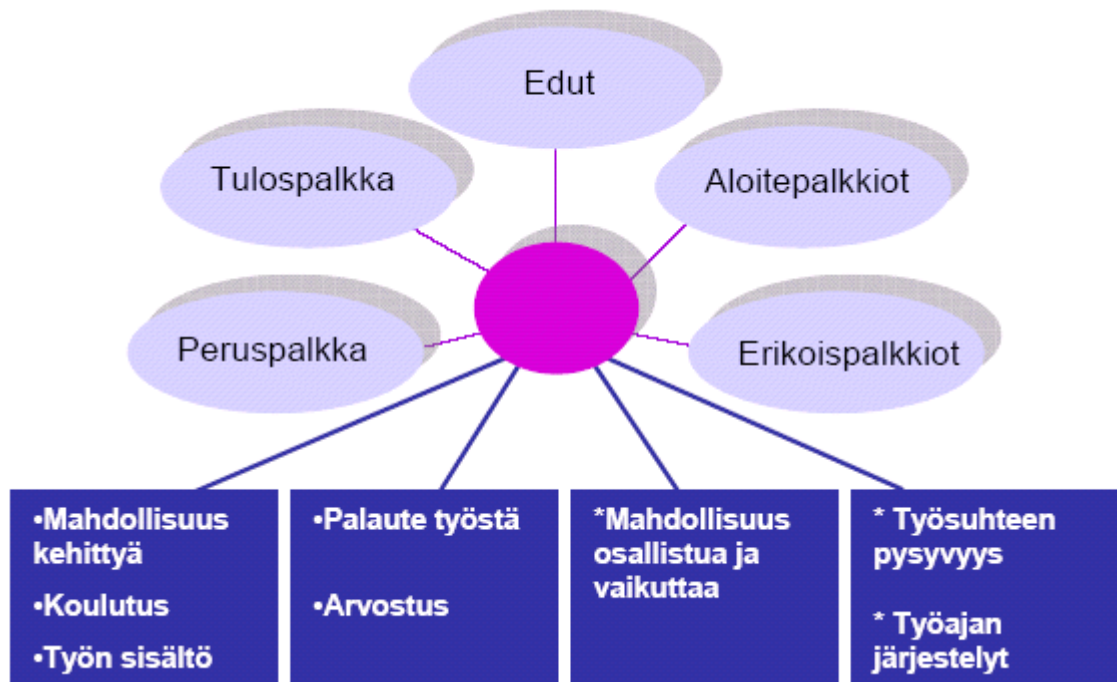 Edut
Tulospalkka
Aloitepalkkiot
Peruspalkka
Erikoispalkkiot
•Mahdollisuus
kehittyä
•Koulutus
•Työn sisältö
•Palaute työstä
•Arvostus
*Mahdollisuus
osallistua ja
vaikuttaa
* Työsuhteen
pysyvyys
* Työajan
järjestelyt